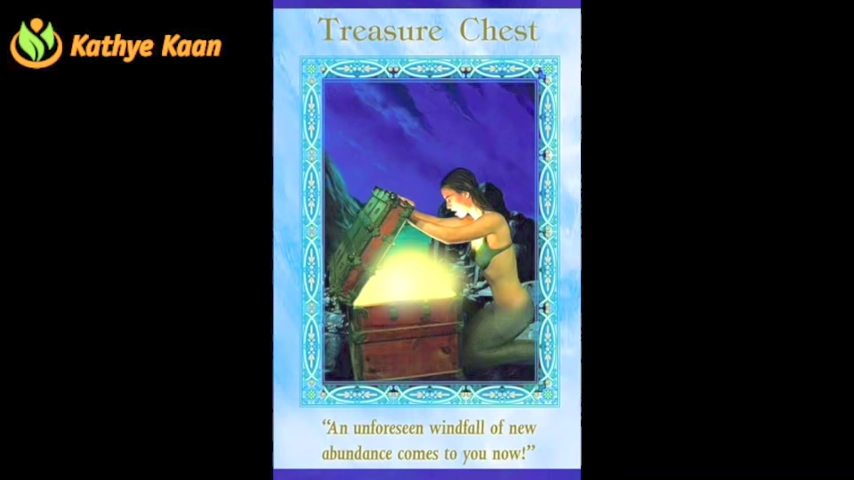 Kathye Kaan
Treasure Chest
“An unforeseen windfall of new
abundance comes to you now!”